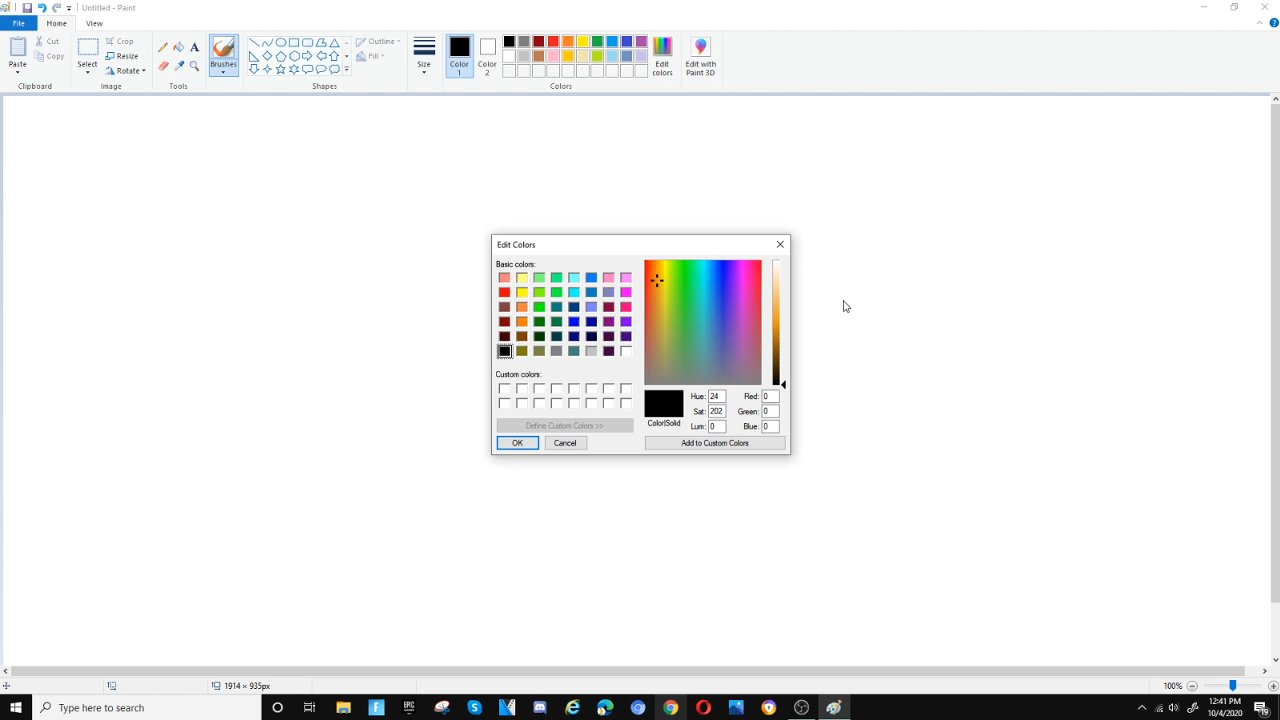 Untitled - Paint
File Home View
Paste
Cut
Copy
Clipboard
Select
Crop
Resize
Rotate
Image
A
Tools
Brushes
Outline
Fill
Shapes
Size
Color 1
Color 2
Edit colors
Colors
Edit with Paint 3D
Edit Colors
Basic colors:
Custom colors:
Define Custom Colors >>
OK Cancel
Color|Solid
Hue: 24 Red: 0
Sat: 202 Green: 0
Lum: 0 Blue: 0
Add to Custom Colors
1914 × 935px
100%
Type here to search
EPIC
12:41 PM
10/4/2020
19